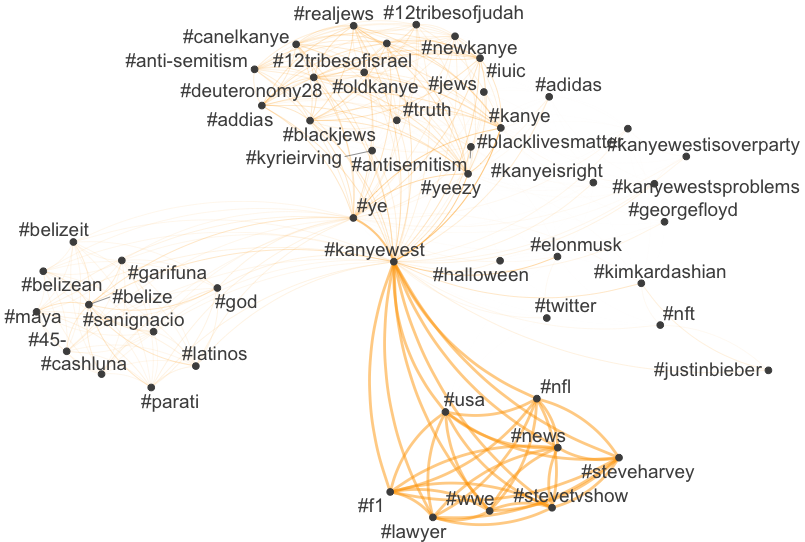 #realjews
#12tribesofjudah
#canelkanye
#newkanye
#anti-semitism
#12tribesofisrael
#iuic
#deuteronomy28
#oldkanye
#jews
#adidas
#addias
#truth
#kanye
#blackjews
#blacklivesmatter
#kanyewestisoverparty
#kyrieirving
#antisemitism
#kanyeisright
#yeezy
#kanyewestsproblems
#ye
#georgefloyd
#belizeit
#kanyewest
#elonmusk
#garifuna
#halloween
#kimkardashian
#belizean
#belize
#god
#maya
#sanignacio
#twitter
#nft
#45-
#latinos
#cashluna
#justinbieber
#parati
#usa
#nfl
#news
#steveharvey
#f1
#wwe
#stevetvshow
#lawyer